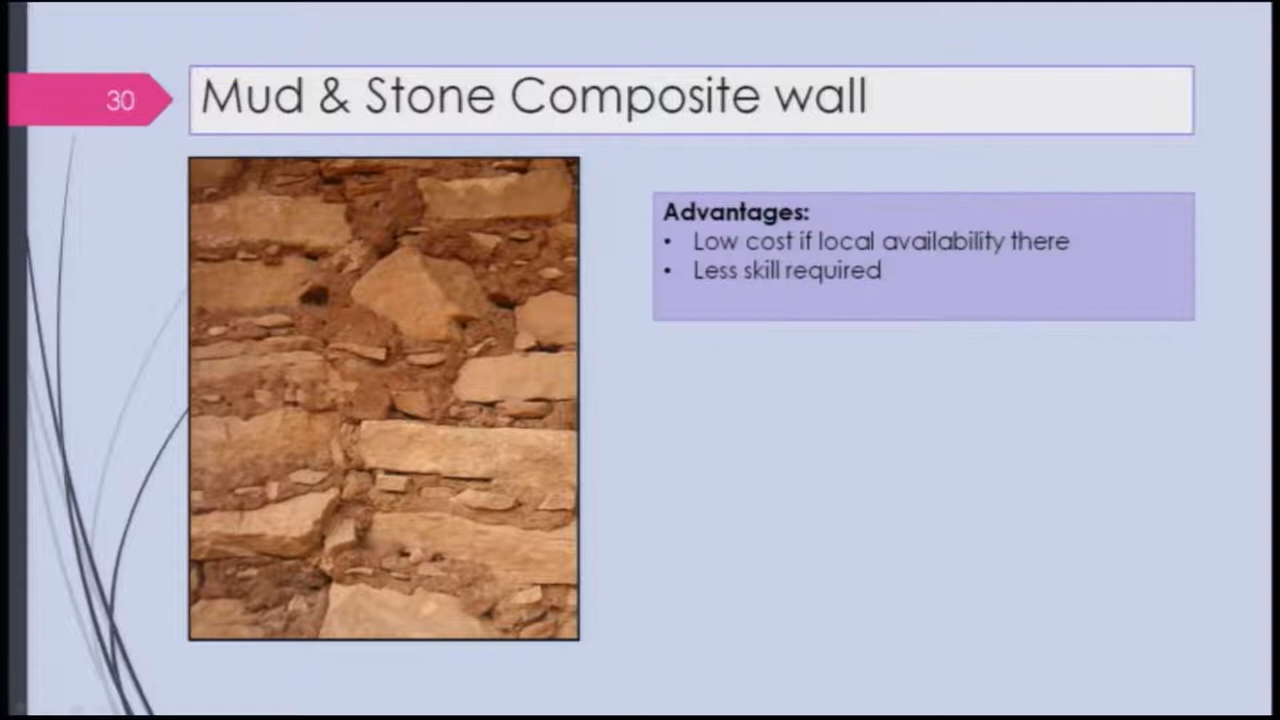 30
Mud & Stone Composite wall
Advantages:
• Low cost if local availability there
• Less skill required